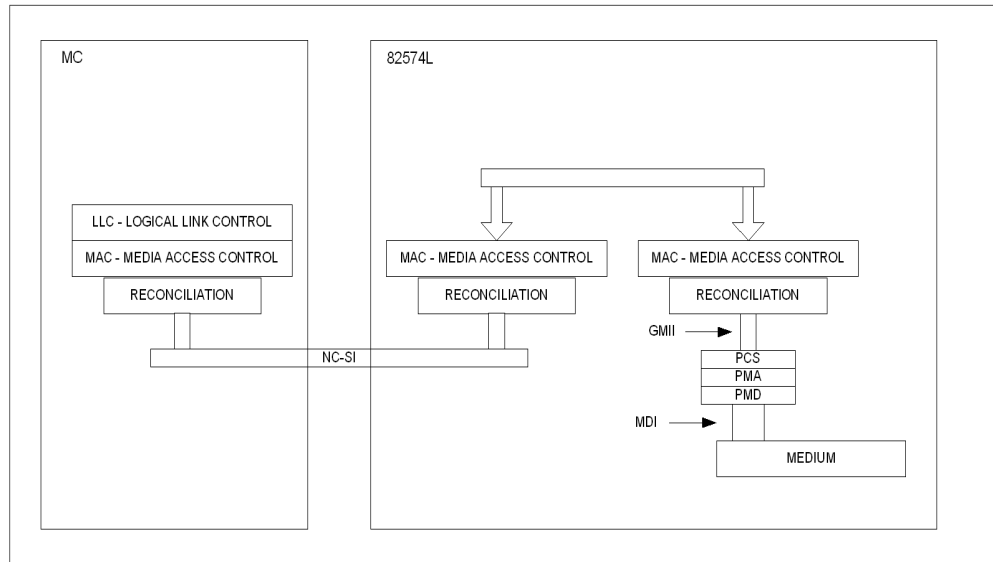 MC
82574L
LLC - LOGICAL LINK CONTROL
MAC - MEDIA ACCESS CONTROL
MAC - MEDIA ACCESS CONTROL
MAC - MEDIA ACCESS CONTROL
RECONCILIATION
RECONCILIATION
RECONCILIATION
GMII
NC-SI
PCS
PMA
PMD
MDI
MEDIUM